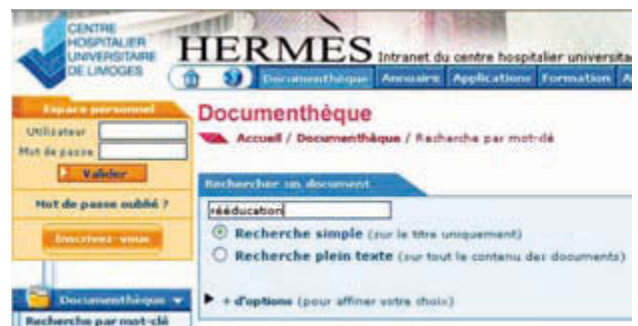 CENTRE
HOSPITALIER
UNIVERSITAIRE
DE LIMOGES
HERMÈS Intranet du centre hospitalier universita
Documenthèque Annuaire Applications Formation A
Espace personnel
Utilisateur
Mot de passe
Valider
Mot de passe oublié ?
Inscrivez-vous
Documenthèque
Recherche par mot-clé
Documenthèque
Accueil / Documenthèque / Recherche par mot-clé
Rechercher un document
rééducation
Recherche simple (sur le titre uniquement)
Recherche plein texte (sur tout le contenu des documents)
+ d'options (pour affiner votre choix)